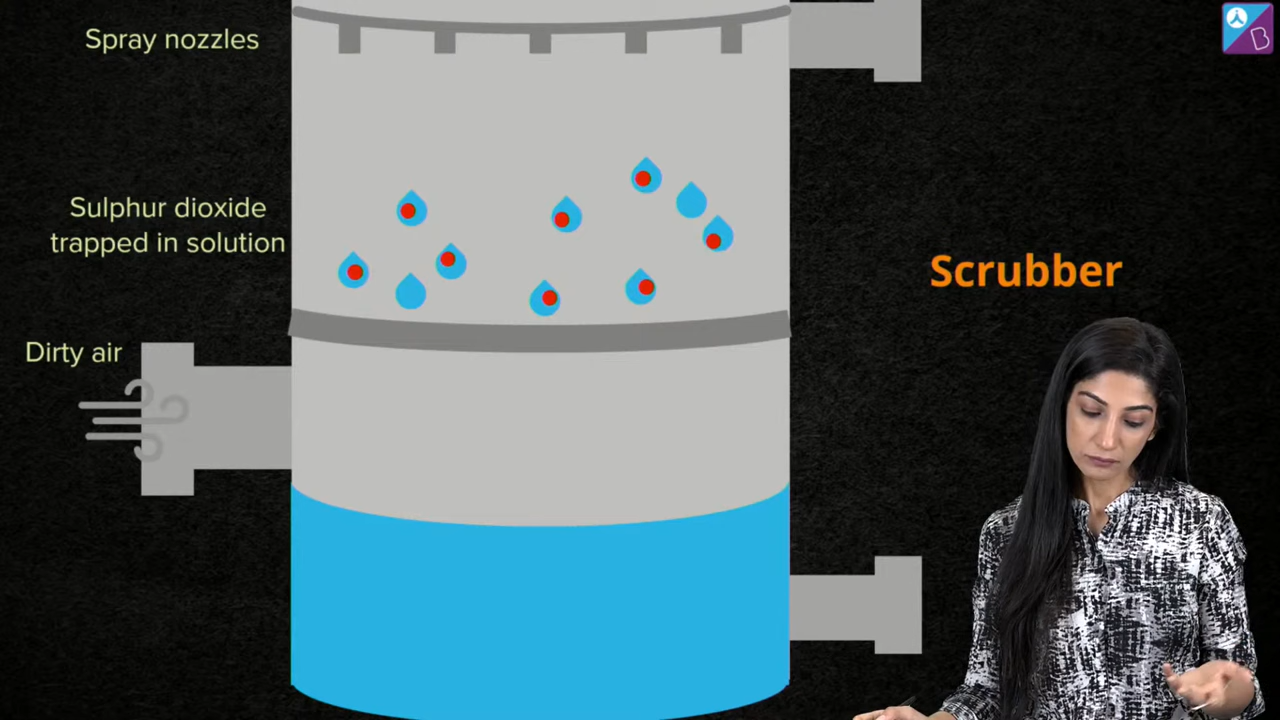 Spray nozzles
Sulphur dioxide
trapped in solution
Dirty air
Scrubber
B